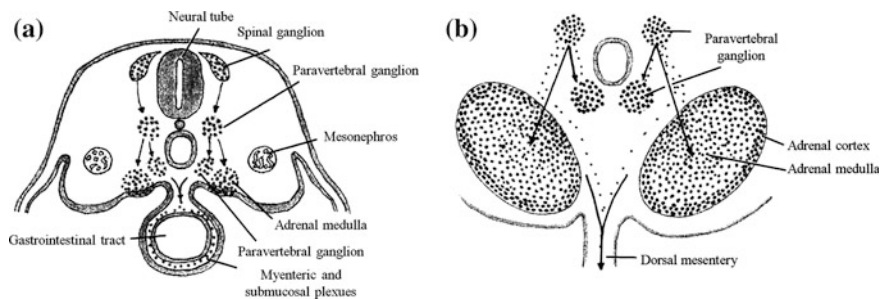 (a)
Neural tube
Spinal ganglion
Paravertebral ganglion
Mesonephros
Adrenal medulla
Gastrointestinal tract
Paravertebral ganglion
Myenteric and
submucosal plexues
(b)
Paravertebral
ganglion
Adrenal cortex
Adrenal medulla
Dorsal mesentery